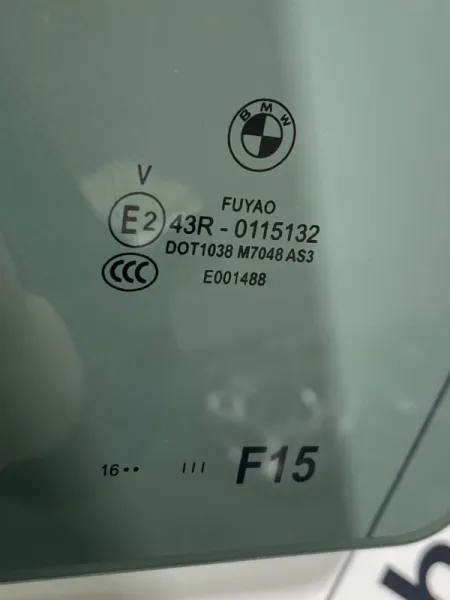 BMW
V
FUYAO
E2 43R - 0115132
DOT1038 M7048 AS3
CCC
E001488
16•• III F15